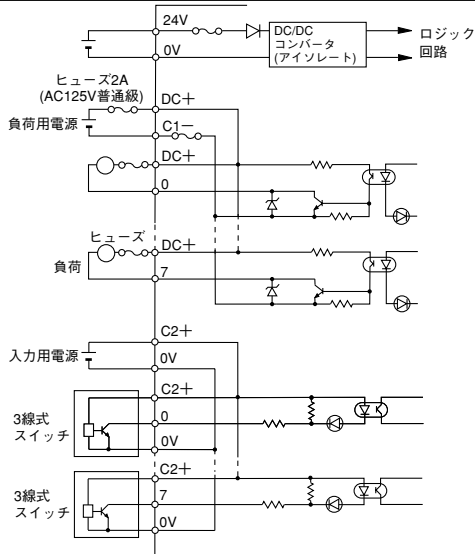 24V
DC/DC
コンバータ
(アイソレート)
ロジック
回路
0V
ヒューズ2A
(AC125V普通級)
DC＋
負荷用電源
C1－
DC＋
0
ヒューズ
DC＋
負荷
7
C2＋
入力用電源
0V
C2＋
3線式
スイッチ
0
0V
C2＋
3線式
スイッチ
7
0V